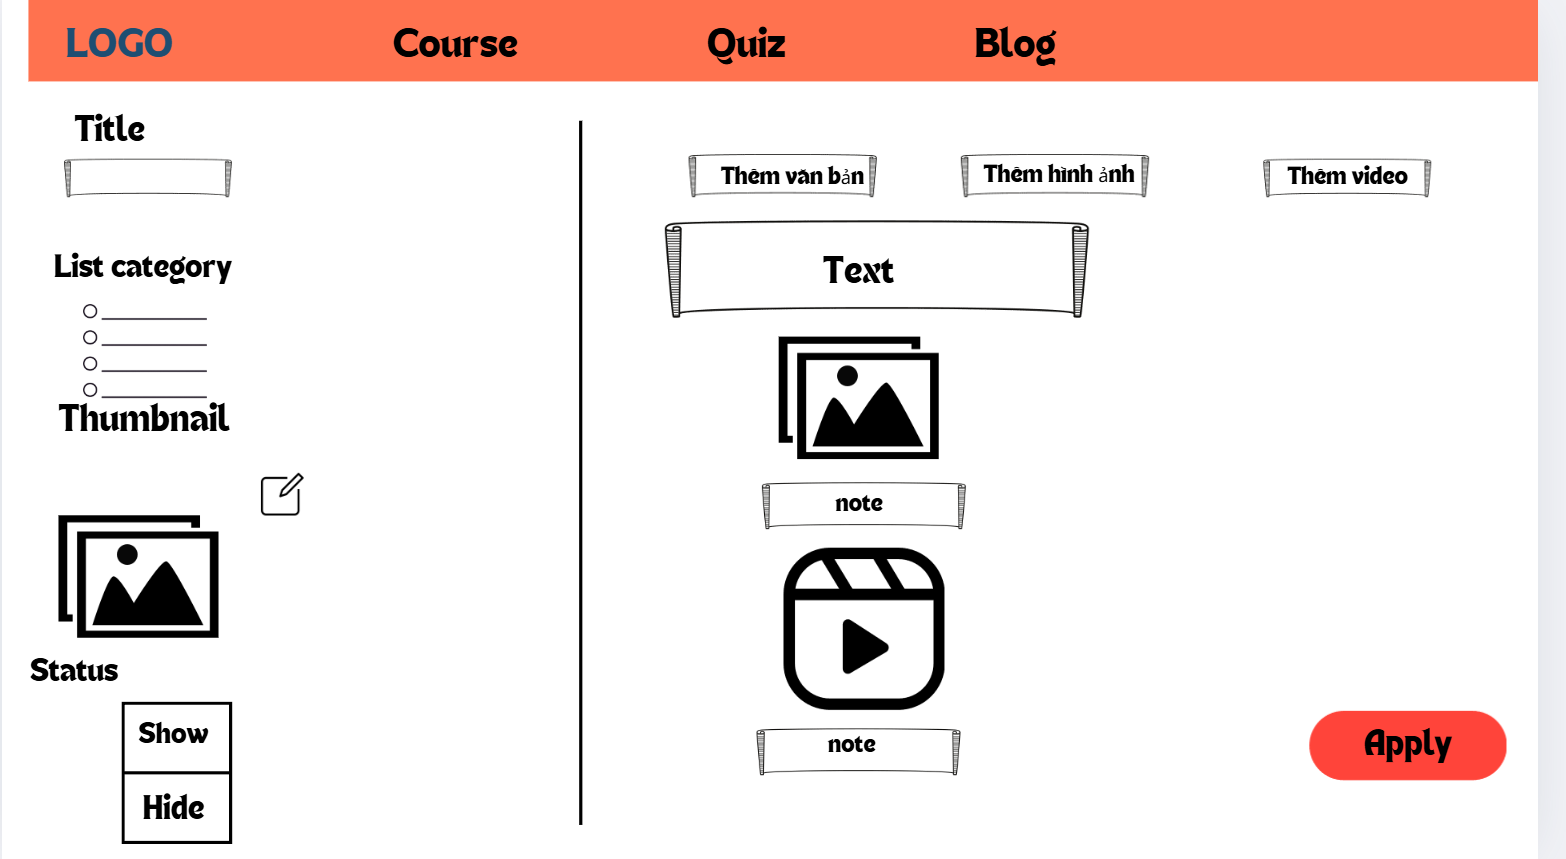 LOGO Course Quiz Blog
Title
List category
Thumbnail
Status
Show
Hide
Thêm văn bản Thêm hình ảnh Thêm video
Text
note
note
Apply